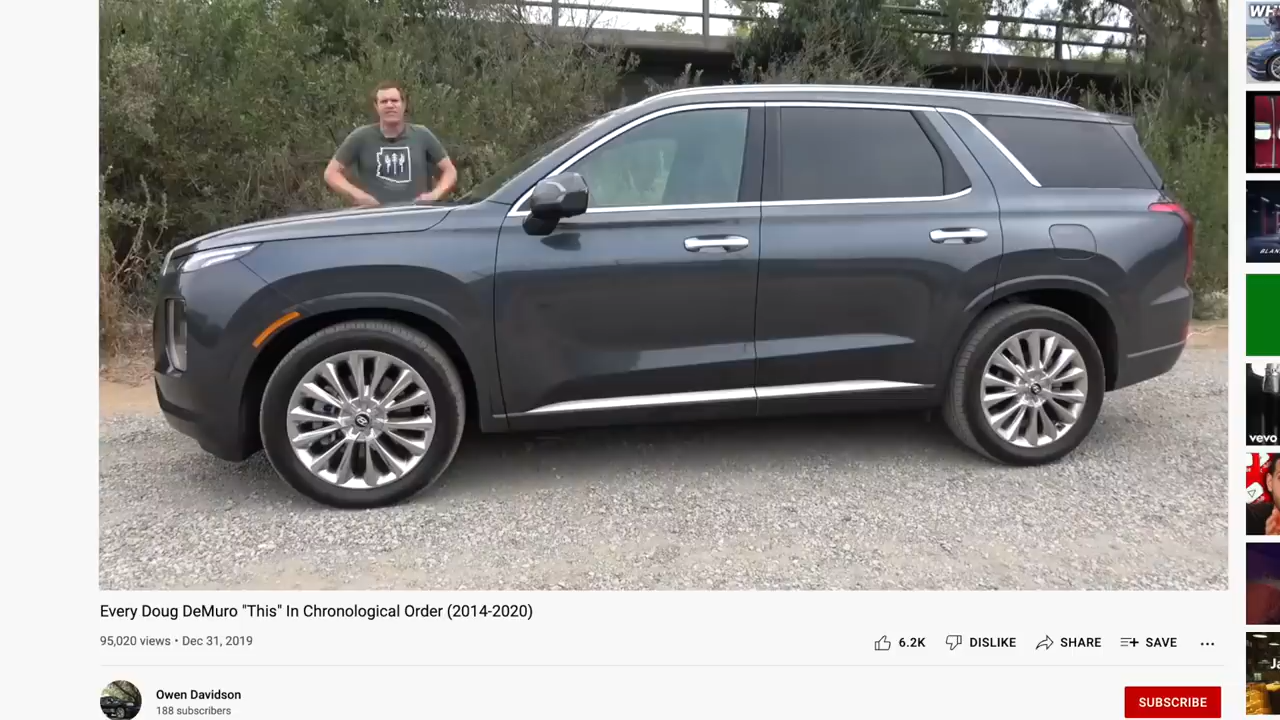 Every Doug DeMuro "This" In Chronological Order (2014-2020)
95,020 views • Dec 31, 2019
6.2K
DISLIKE
SHARE
SAVE
Owen Davidson
188 subscribers
SUBSCRIBE
vevo